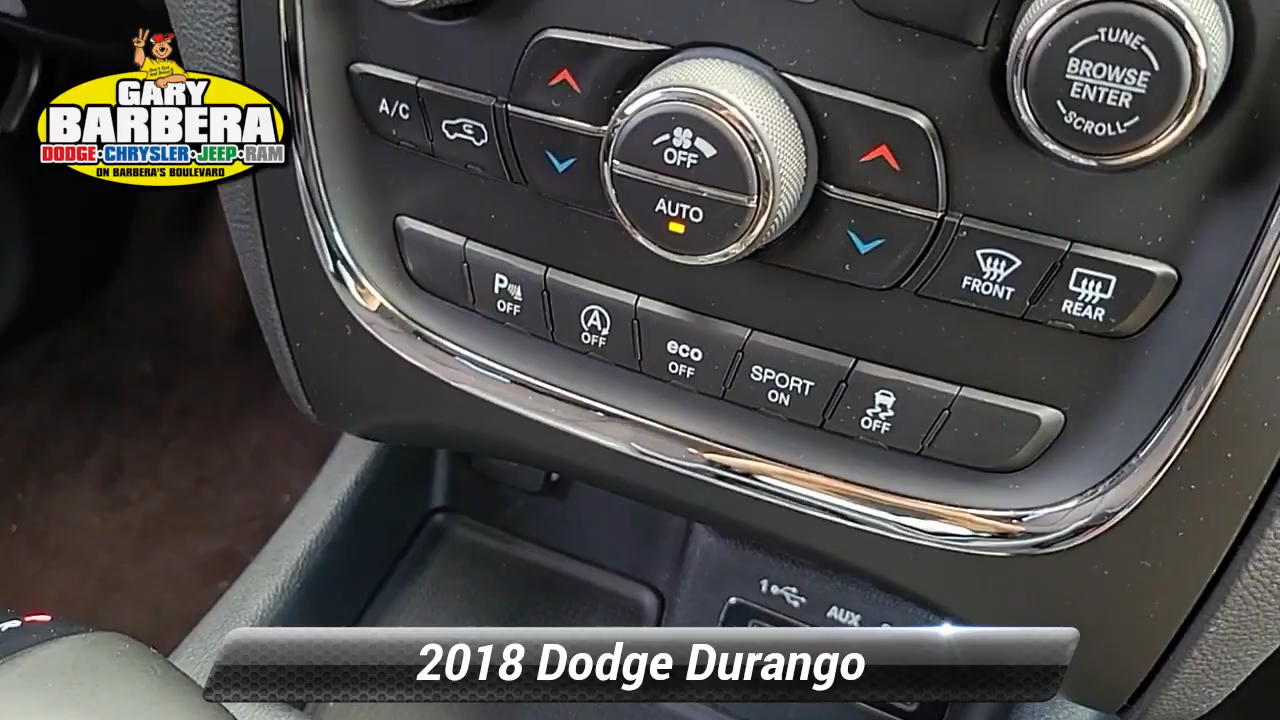 GARY
BARBERA
DODGE·CHRYSLER·JEEP·RAM
ON BARBERA'S BOULEVARD
TUNE
BROWSE
ENTER
SCROLL
A/C
OFF
AUTO
FRONT
REAR
P OFF
A OFF
eco
OFF
SPORT
ON
OFF
1
AUX
2018 Dodge Durango